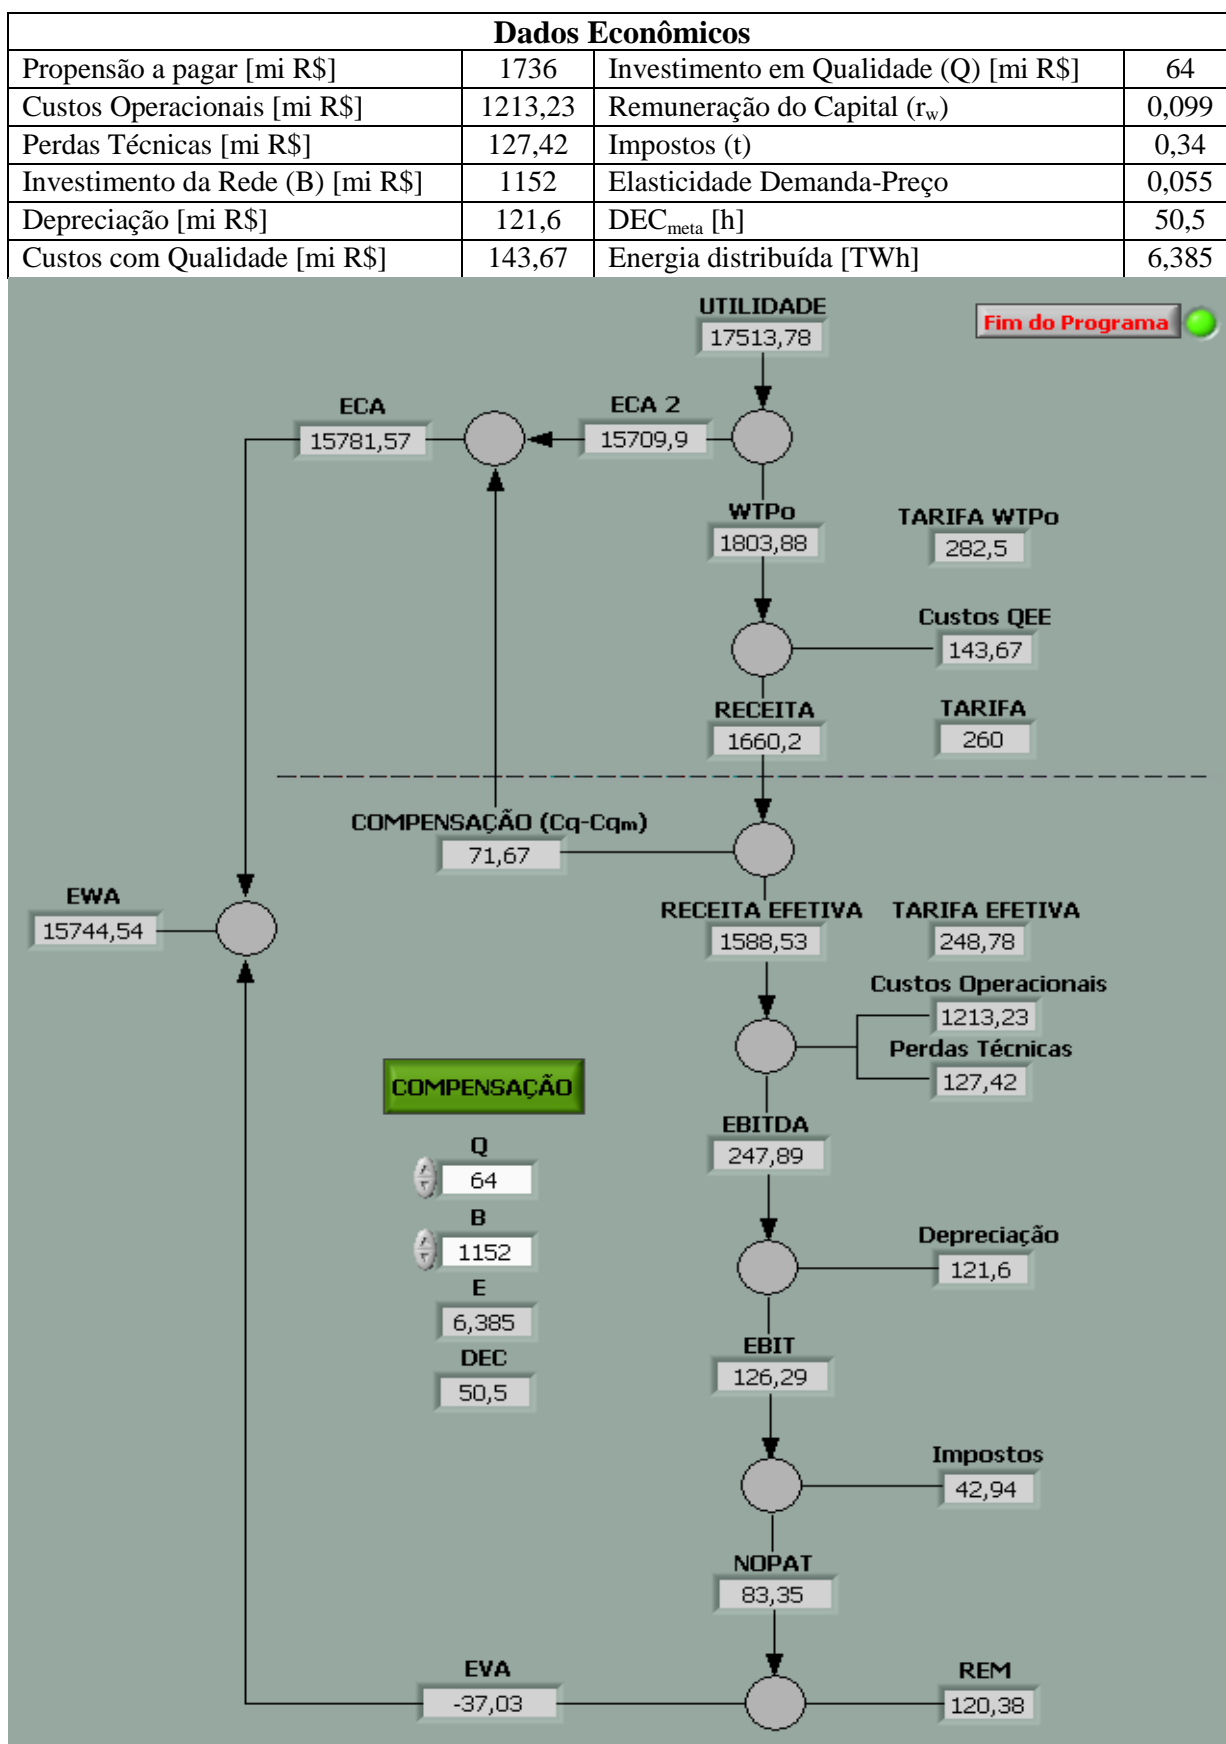 Dados Econômicos
Propensão a pagar [mi R$] 1736 Investimento em Qualidade (Q) [mi R$] 64
Custos Operacionais [mi R$] 1213,23 Remuneração do Capital (rw) 0,099
Perdas Técnicas [mi R$] 127,42 Impostos (t) 0,34
Investimento da Rede (B) [mi R$] 1152 Elasticidade Demanda-Preço 0,055
Depreciação [mi R$] 121,6 DECmeta [h] 50,5
Custos com Qualidade [mi R$] 143,67 Energia distribuída [TWh] 6,385
UTILIDADE
17513,78
Fim do Programa
ECA
15781,57
ECA 2
15709,9
WTPo
1803,88
TARIFA WTPo
282,5
Custos QEE
143,67
RECEITA
1660,2
TARIFA
260
COMPENSAÇÃO (Cq-Cqm)
71,67
EWA
15744,54
RECEITA EFETIVA
1588,53
TARIFA EFETIVA
248,78
Custos Operacionais
1213,23
Perdas Técnicas
127,42
COMPENSAÇÃO
EBITDA
247,89
Q
64
B
1152
E
6,385
DEC
50,5
Depreciação
121,6
EBIT
126,29
Impostos
42,94
NOPAT
83,35
EVA
-37,03
REM
120,38